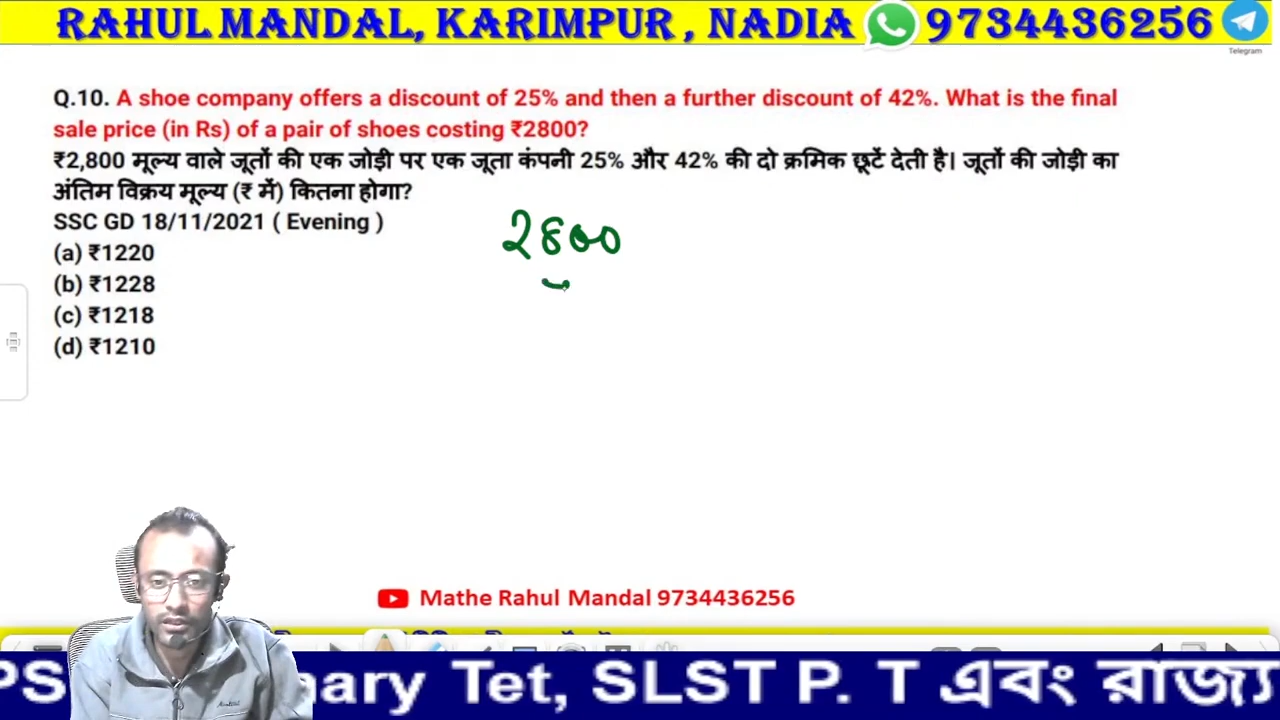 RAHUL MANDAL, KARIMPUR , NADIA 9734436256
Telegram
Q.10. A shoe company offers a discount of 25% and then a further discount of 42%. What is the final
sale price (in Rs) of a pair of shoes costing ₹2800?
₹2,800 मूल्य वाले जूतों की एक जोड़ी पर एक जूता कंपनी 25% और 42% की दो क्रमिक छूटें देती है। जूतों की जोड़ी का
अंतिम विक्रय मूल्य (₹ में) कितना होगा?
SSC GD 18/11/2021 ( Evening )
2800
(a) ₹1220
(b) ₹1228
(c) ₹1218
(d) ₹1210
Mathe Rahul Mandal 9734436256
Tet, SLST P. T এবং